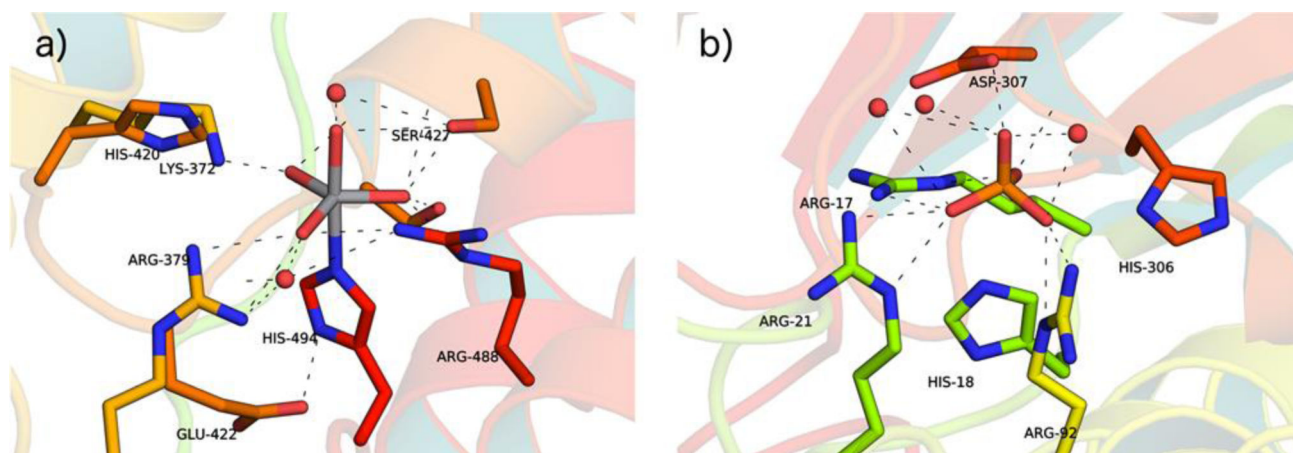 a)
HIS-420
LYS-372
SER-427
ARG-379
HIS-494
ARG-488
GLU-422
b)
ASP-307
ARG-17
HIS-306
ARG-21
HIS-18
ARG-92